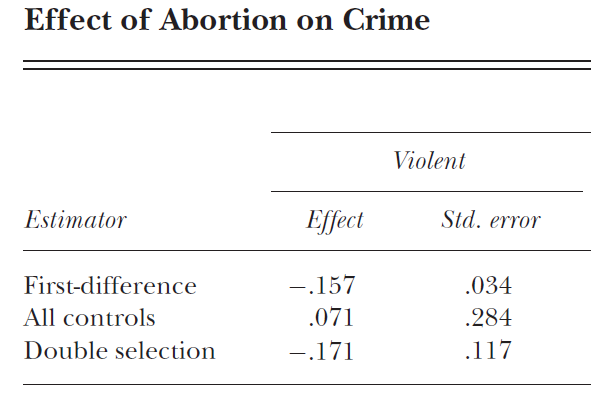 Effect of Abortion on Crime
Violent
Estimator Effect Std. error
First-difference −.157 .034
All controls .071 .284
Double selection −.171 .117